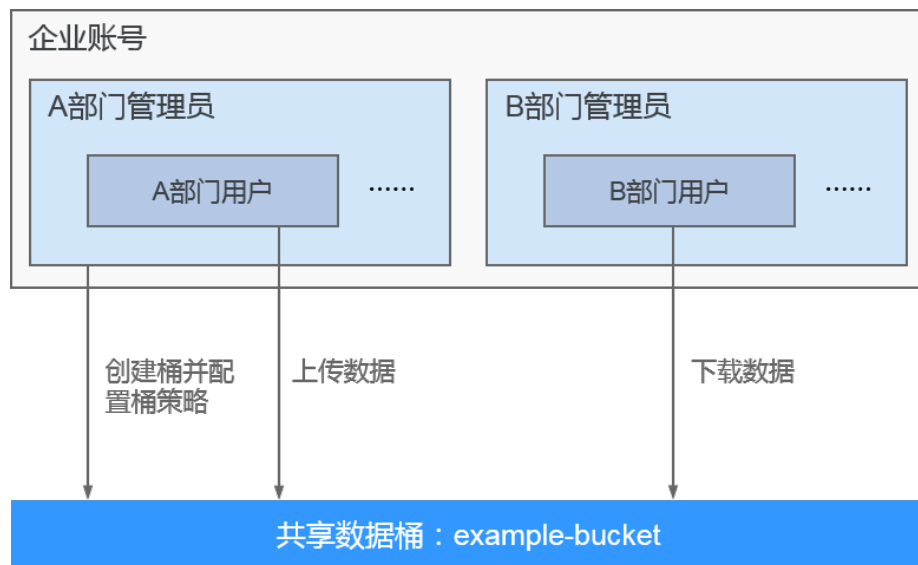 企业账号
A部门管理员
B部门管理员
A部门用户
······
B部门用户
······
创建桶并配
置桶策略
上传数据
下载数据
共享数据桶：example-bucket